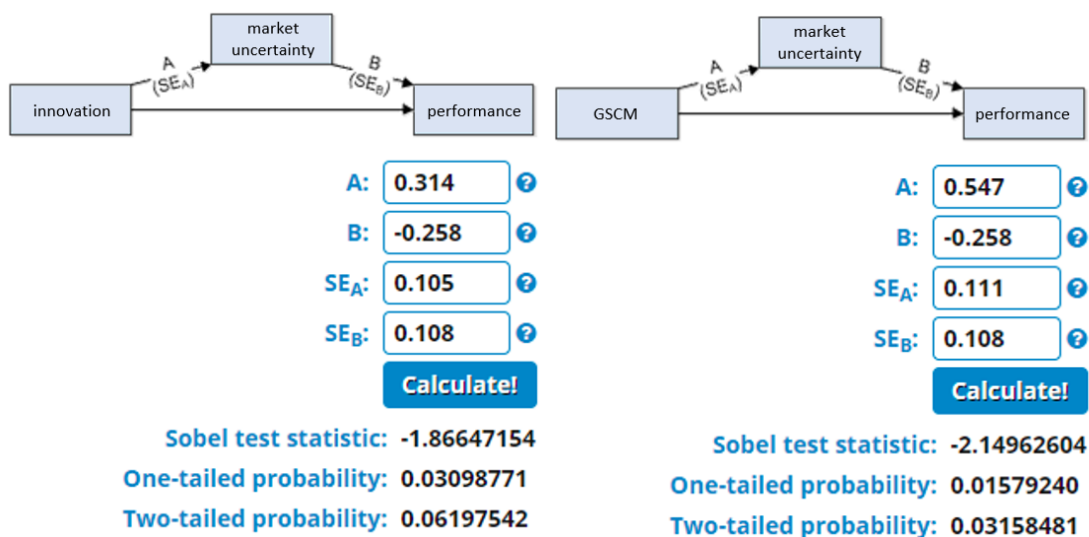 market
uncertainty
A
(SEA)
B
(SEB)
innovation
performance
A: 0.314
B: -0.258
SEA: 0.105
SEB: 0.108
Calculate!
Sobel test statistic: -1.86647154
One-tailed probability: 0.03098771
Two-tailed probability: 0.06197542
market
uncertainty
A
(SEA)
B
(SEB)
GSCM
performance
A: 0.547
B: -0.258
SEA: 0.111
SEB: 0.108
Calculate!
Sobel test statistic: -2.14962604
One-tailed probability: 0.01579240
Two-tailed probability: 0.03158481